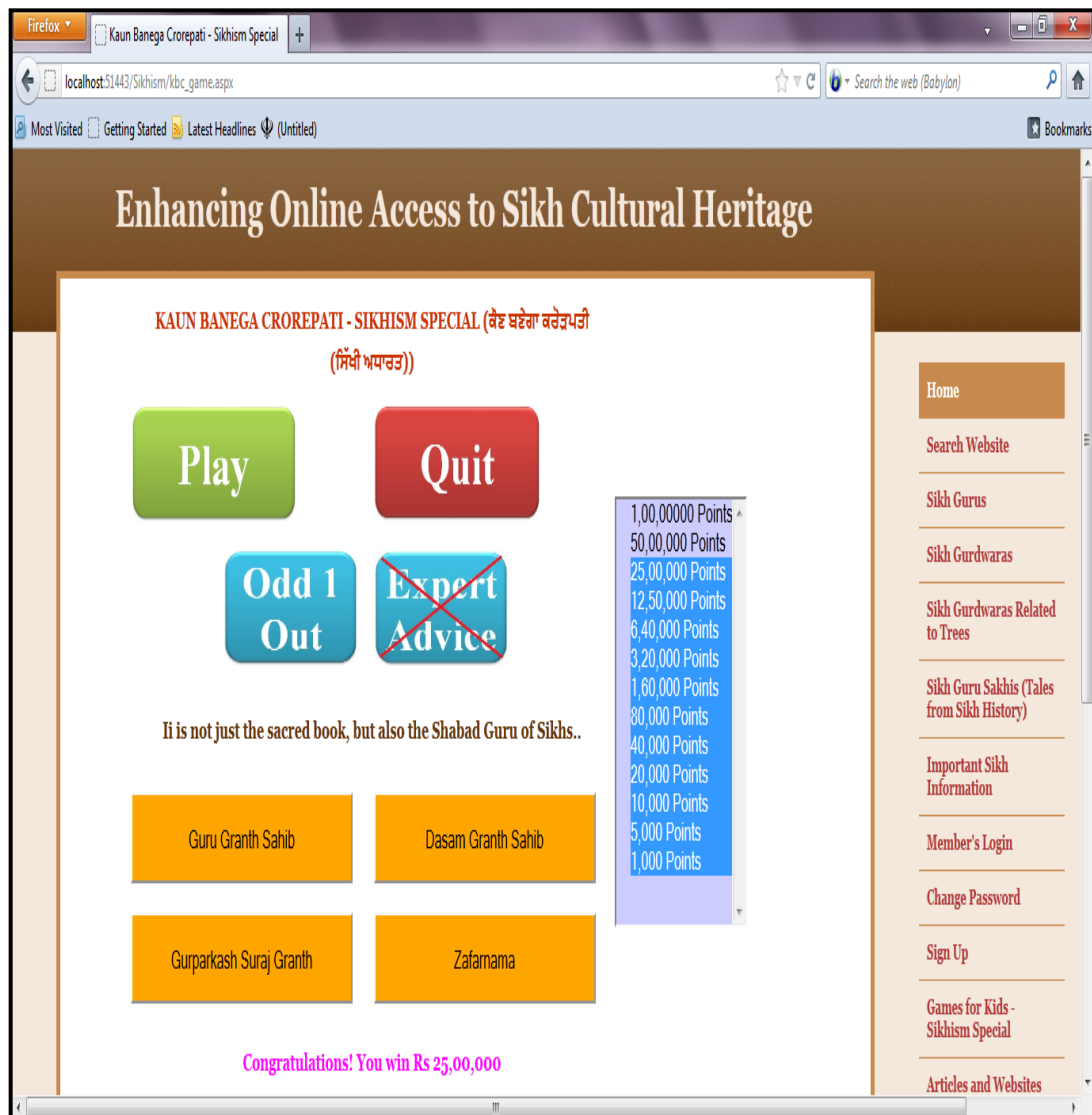 Firefox
Kaun Banega Crorepati - Sikhism Special
localhost:51443/Sikhism/kbc_game.aspx
Search the web (Babylon)
Most Visited Getting Started Latest Headlines (Untitled)
Bookmarks
Enhancing Online Access to Sikh Cultural Heritage
KAUN BANEGA CROREPATI - SIKHISM SPECIAL (ਕੌਣ ਬਣੇਗਾ ਕਰੋੜਪਤੀ
(ਸਿੱਖੀ ਅਧਾਰਤ))
Play
Quit
Odd 1
Out
Expert
Advice
1,00,00000 Points
50,00,000 Points
25,00,000 Points
12,50,000 Points
6,40,000 Points
3,20,000 Points
1,60,000 Points
80,000 Points
40,000 Points
20,000 Points
10,000 Points
5,000 Points
1,000 Points
Ii is not just the sacred book, but also the Shabad Guru of Sikhs..
Guru Granth Sahib
Dasam Granth Sahib
Gurparkash Suraj Granth
Zafarnama
Congratulations! You win Rs 25,00,000
Home
Search Website
Sikh Gurus
Sikh Gurdwaras
Sikh Gurdwaras Related
to Trees
Sikh Guru Sakhis (Tales
from Sikh History)
Important Sikh
Information
Member's Login
Change Password
Sign Up
Games for Kids -
Sikhism Special
Articles and Websites